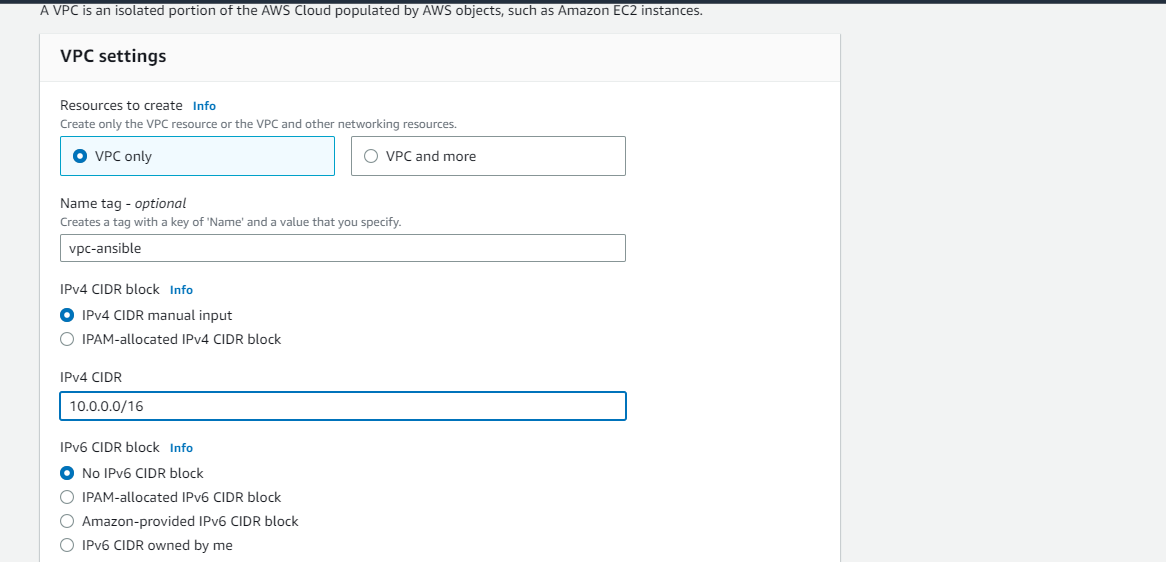 A VPC is an isolated portion of the AWS Cloud populated by AWS objects, such as Amazon EC2 instances.
VPC settings
Resources to create Info
Create only the VPC resource or the VPC and other networking resources.
VPC only
VPC and more
Name tag - optional
Creates a tag with a key of 'Name' and a value that you specify.
vpc-ansible
IPv4 CIDR block Info
IPv4 CIDR manual input
IPAM-allocated IPv4 CIDR block
IPv4 CIDR
10.0.0.0/16
IPv6 CIDR block Info
No IPv6 CIDR block
IPAM-allocated IPv6 CIDR block
Amazon-provided IPv6 CIDR block
IPv6 CIDR owned by me